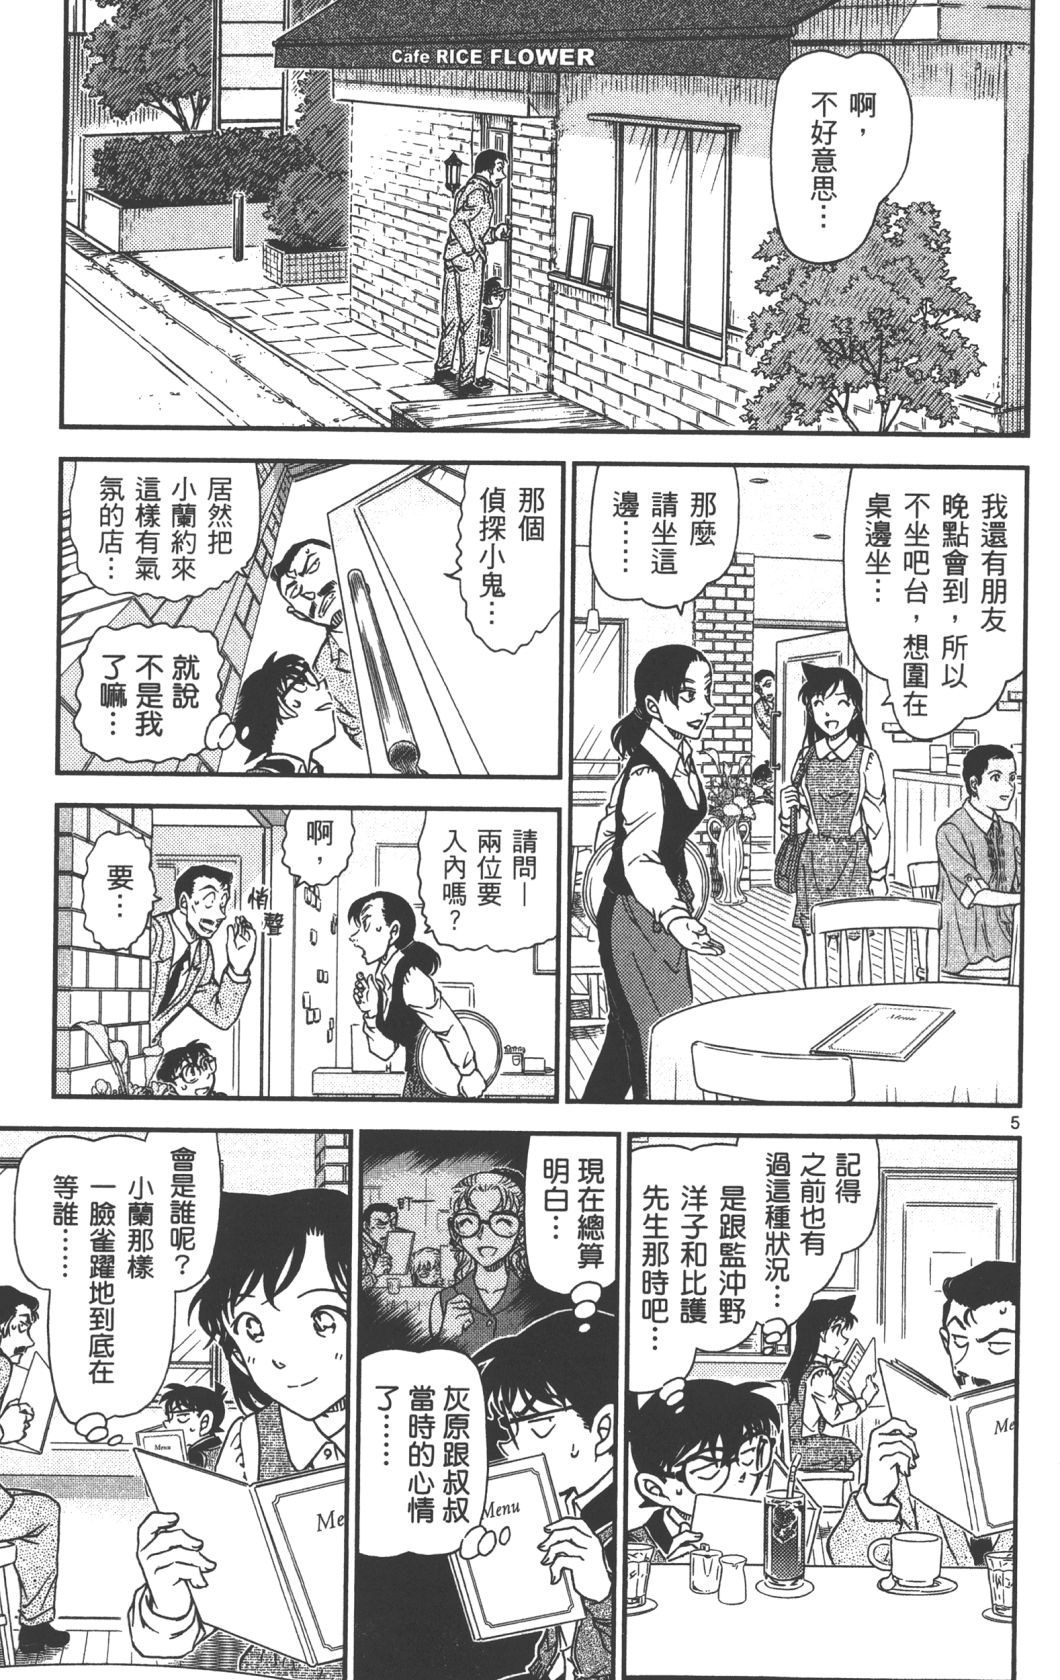 Cafe RICE FLOWER
啊，
不好意思…
我還有朋友
晚點會到，所以
不坐吧台，想圍在
桌邊坐…
那麼
請坐這
邊……
Menu
那個
偵探小鬼…
居然把
小蘭約來
這樣有氣
氛的店…
就說
不是我
了嘛…
請問—
兩位要
入內嗎？
啊，
悄聲
要…
5
記得
之前也有
過這種狀況…
是跟監沖野
洋子和比護
先生那時吧…
Men
現在總算
明白…
灰原跟叔叔
當時的心情
了……
Menu
會是誰呢？
小蘭那樣
一臉雀躍地到底在
等誰……
Menu
Me